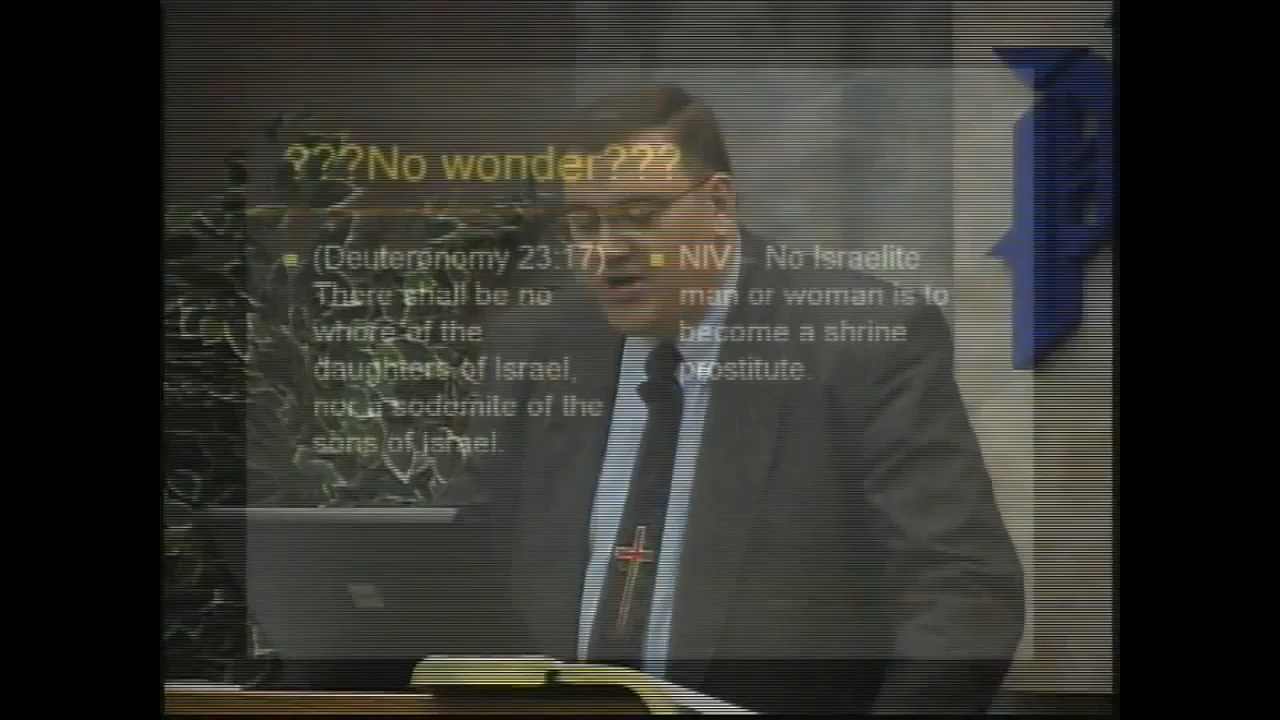 ???No wonder???
(Deuteronomy 23:17)
There shall be no
whore of the
daughters of Israel,
nor a sodomite of the
sons of Israel.
NIV – No Israelite
man or woman is to
become a shrine
prostitute.